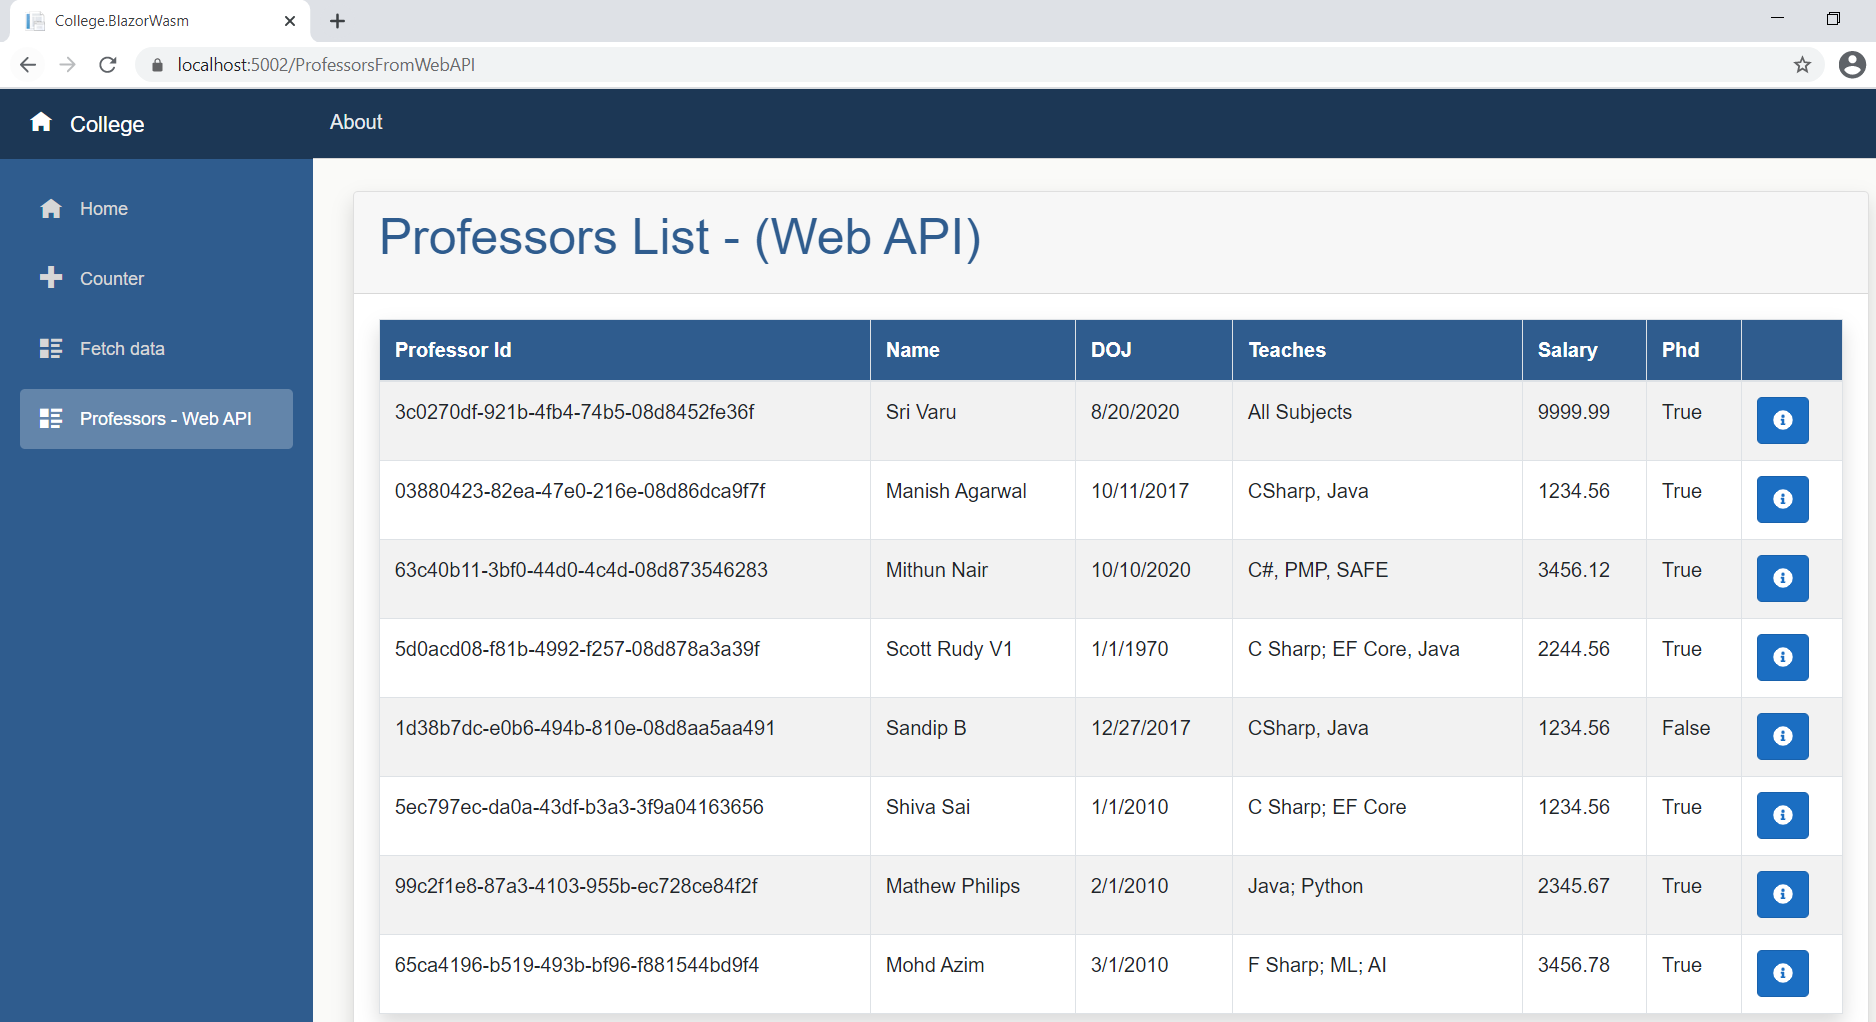 College.BlazorWasm
localhost:5002/ProfessorsFromWebAPI
College
About
Home
Counter
Fetch data
Professors - Web API
Professors List - (Web API)
Professor Id Name DOJ Teaches Salary Phd
3c0270df-921b-4fb4-74b5-08d8452fe36f Sri Varu 8/20/2020 All Subjects 9999.99 True
03880423-82ea-47e0-216e-08d86dca9f7f Manish Agarwal 10/11/2017 CSharp, Java 1234.56 True
63c40b11-3bf0-44d0-4c4d-08d873546283 Mithun Nair 10/10/2020 C#, PMP, SAFE 3456.12 True
5d0acd08-f81b-4992-f257-08d878a3a39f Scott Rudy V1 1/1/1970 C Sharp; EF Core, Java 2244.56 True
1d38b7dc-e0b6-494b-810e-08d8aa5aa491 Sandip B 12/27/2017 CSharp, Java 1234.56 False
5ec797ec-da0a-43df-b3a3-3f9a04163656 Shiva Sai 1/1/2010 C Sharp; EF Core 1234.56 True
99c2f1e8-87a3-4103-955b-ec728ce84f2f Mathew Philips 2/1/2010 Java; Python 2345.67 True
65ca4196-b519-493b-bf96-f881544bd9f4 Mohd Azim 3/1/2010 F Sharp; ML; AI 3456.78 True